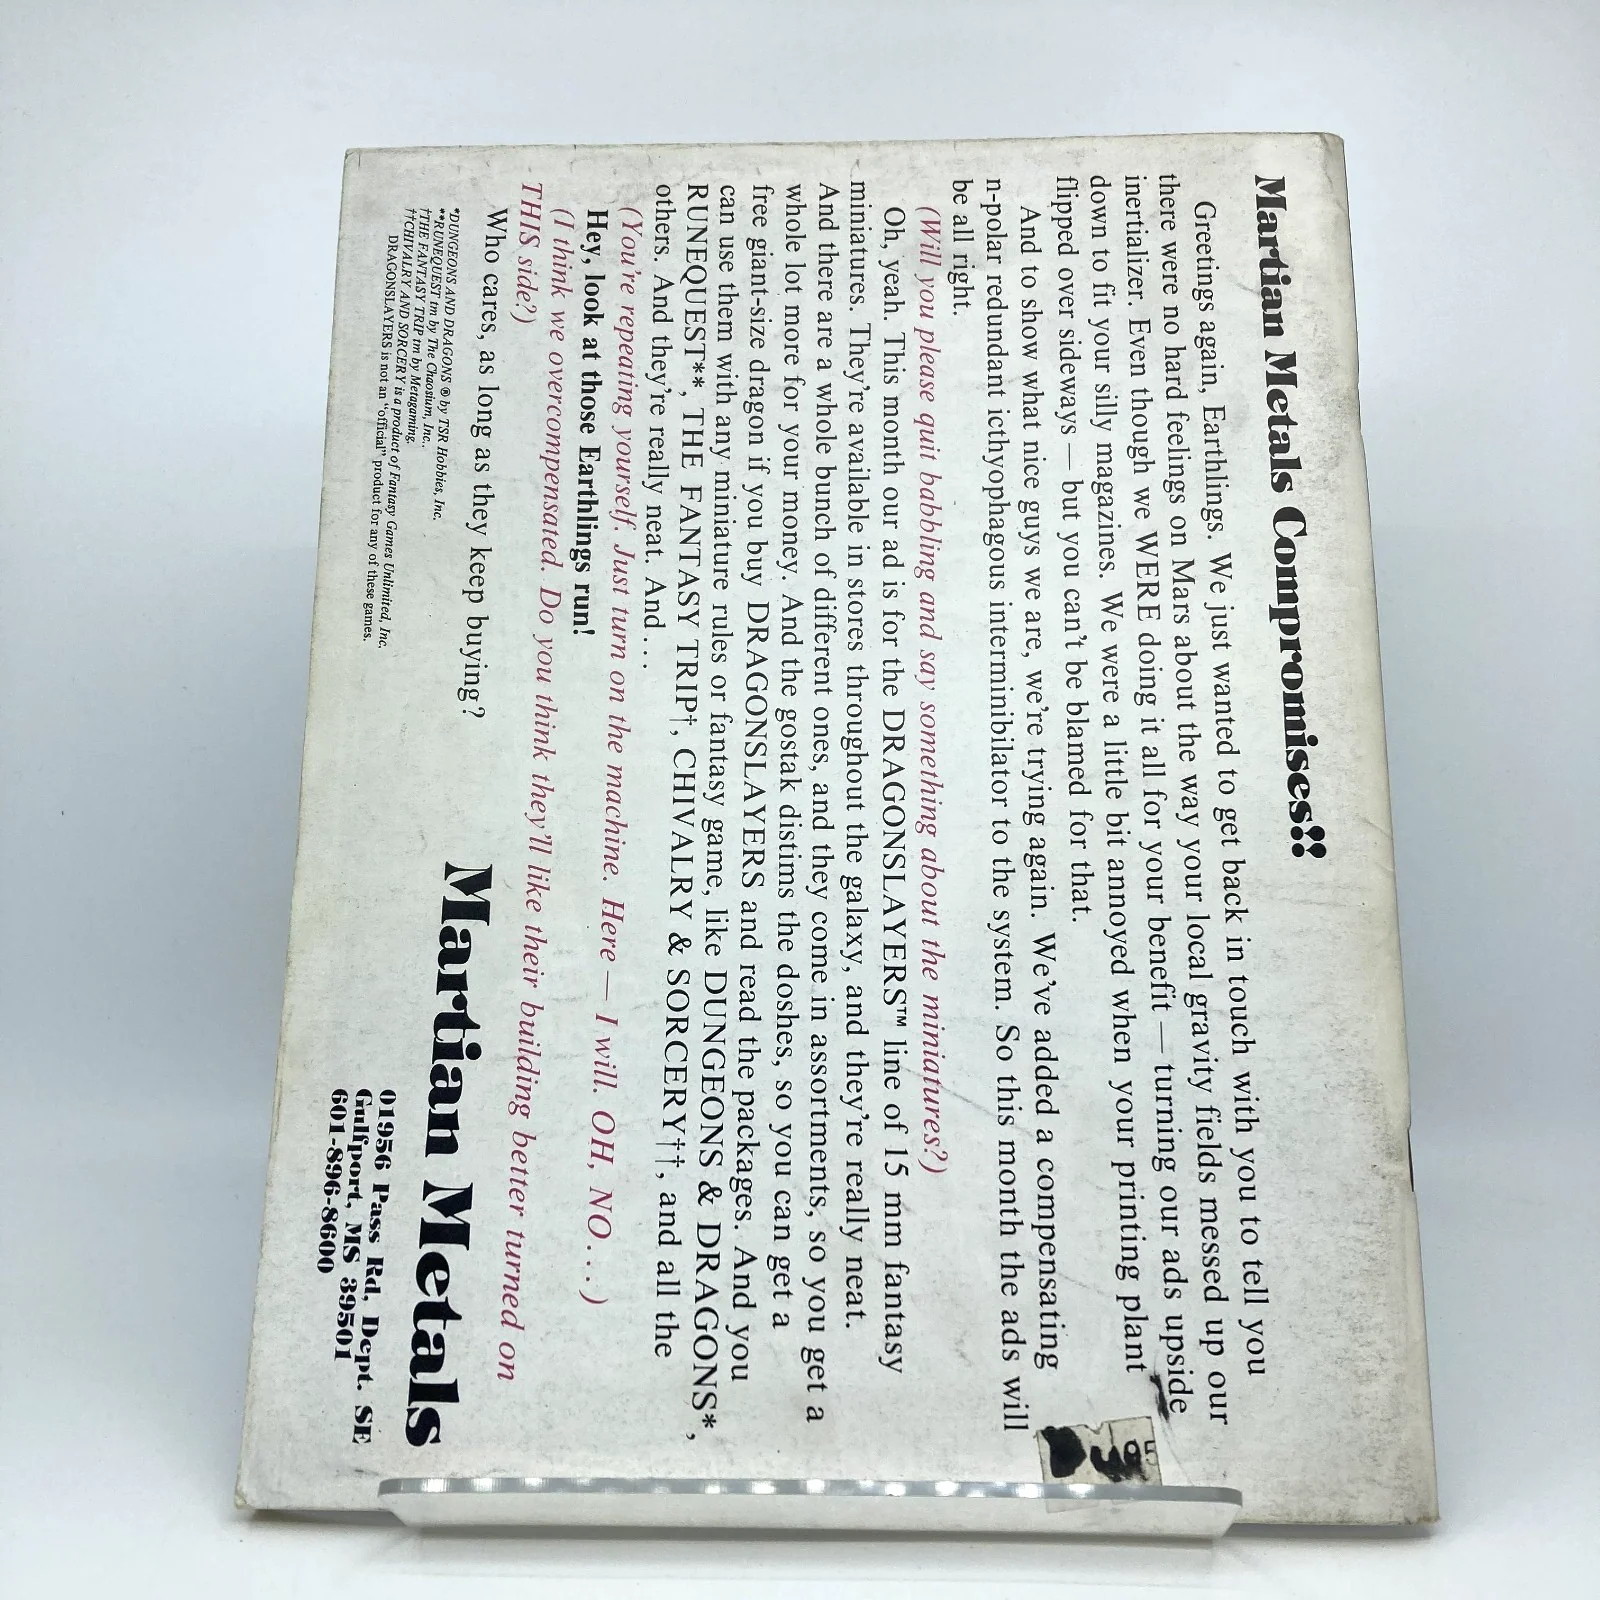 Martian Metals Compromises!!
Greetings again, Earthlings. We just wanted to get back in touch with you to tell you
there were no hard feelings on Mars about the way your local gravity fields messed up our
inertializer. Even though we WERE doing it all for your benefit — turning our ads upside
down to fit your silly magazines. We were a little bit annoyed when your printing plant
flipped over sideways — but you can't be blamed for that.
And to show what nice guys we are, we're trying again. We've added a compensating
n-polar redundant icthyophagous interminibilator to the system. So this month the ads will
be all right.
(Will you please quit babbling and say something about the miniatures?)
Oh, yeah. This month our ad is for the DRAGONSLAYERS™ line of 15 mm fantasy
miniatures. They're available in stores throughout the galaxy, and they're really neat.
And there are a whole bunch of different ones, and they come in assortments, so you get a
whole lot more for your money. And the gostak distims the doshes, so you can get a
free giant-size dragon if you buy DRAGONSLAYERS and read the packages. And you
can use them with any miniature rules or fantasy game, like DUNGEONS & DRAGONS*,
RUNEQUEST**, THE FANTASY TRIP†, CHIVALRY & SORCERY††, and all the
others. And they're really neat. And . . .
(You're repeating yourself. Just turn on the machine. Here — I will. OH, NO . . . )
Hey, look at those Earthlings run!
(I think we overcompensated. Do you think they'll like their building better turned on
THIS side?)
Who cares, as long as they keep buying?
*DUNGEONS AND DRAGONS ® by TSR Hobbies, Inc.
**RUNEQUEST tm by The Chaosium, Inc..
†THE FANTASY TRIP tm by Metagaming.
††CHIVALRY AND SORCERY is a product of Fantasy Games Unlimited, Inc.
DRAGONSLAYERS is not an "official" product for any of these games.
Martian Metals
01956 Pass Rd, Dept. SE
Gulfport, MS 39501
601-896-8600
95